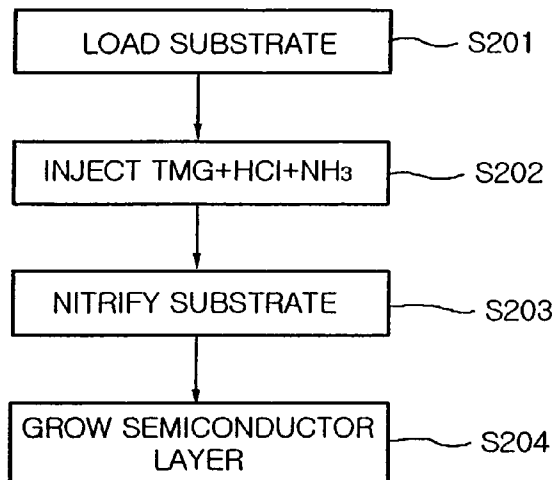 LOAD SUBSTRATE
S201
INJECT TMG+HCl+NH3
S202
NITRIFY SUBSTRATE
S203
GROW SEMICONDUCTOR
LAYER
S204